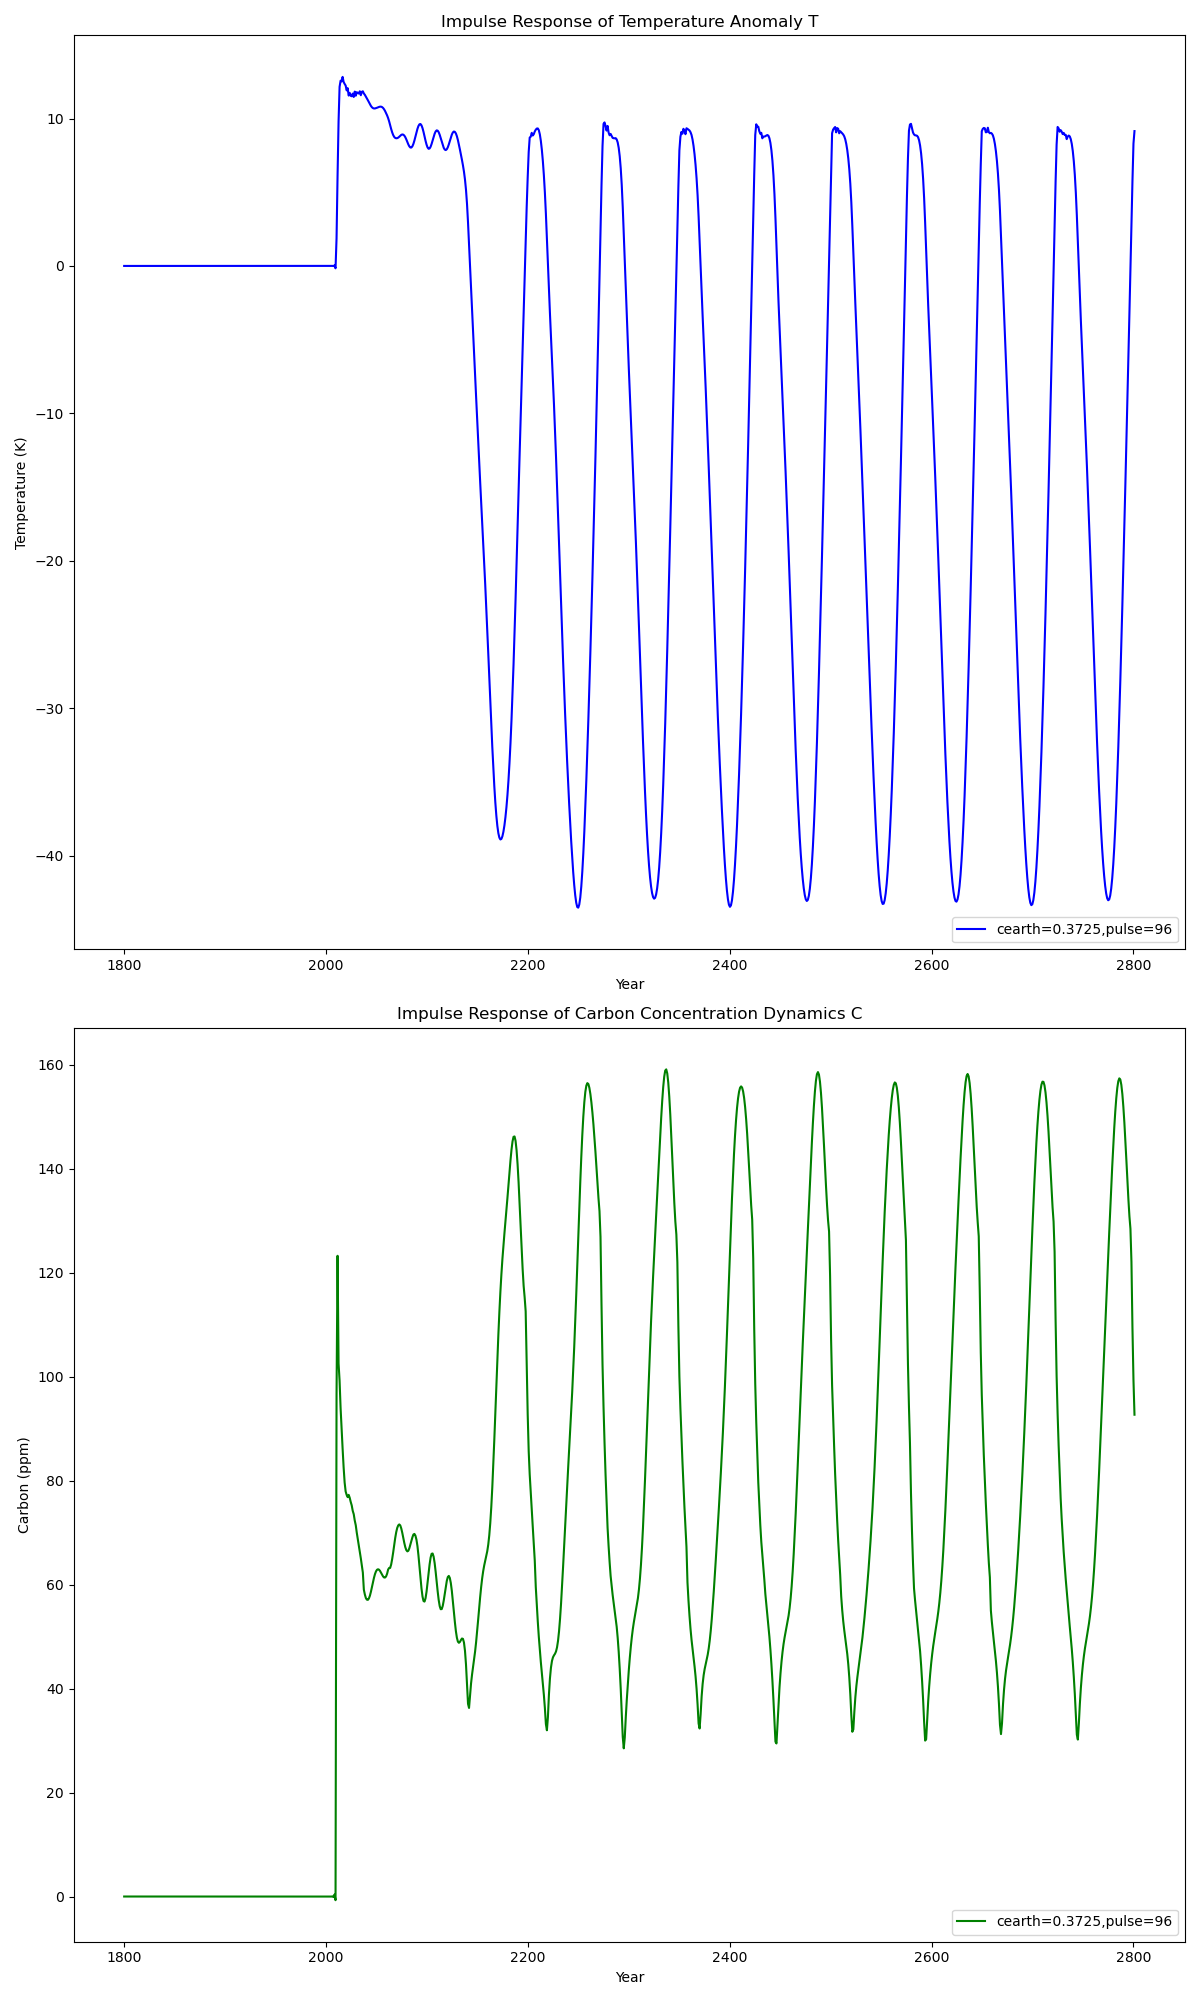 Impulse Response of Temperature Anomaly T
Temperature (K)
10
0
−10
−20
−30
−40
cearth=0.3725,pulse=96
1800 2000 2200 2400 2600 2800
Year
Impulse Response of Carbon Concentration Dynamics C
Carbon (ppm)
160
140
120
100
80
60
40
20
0
cearth=0.3725,pulse=96
1800 2000 2200 2400 2600 2800
Year